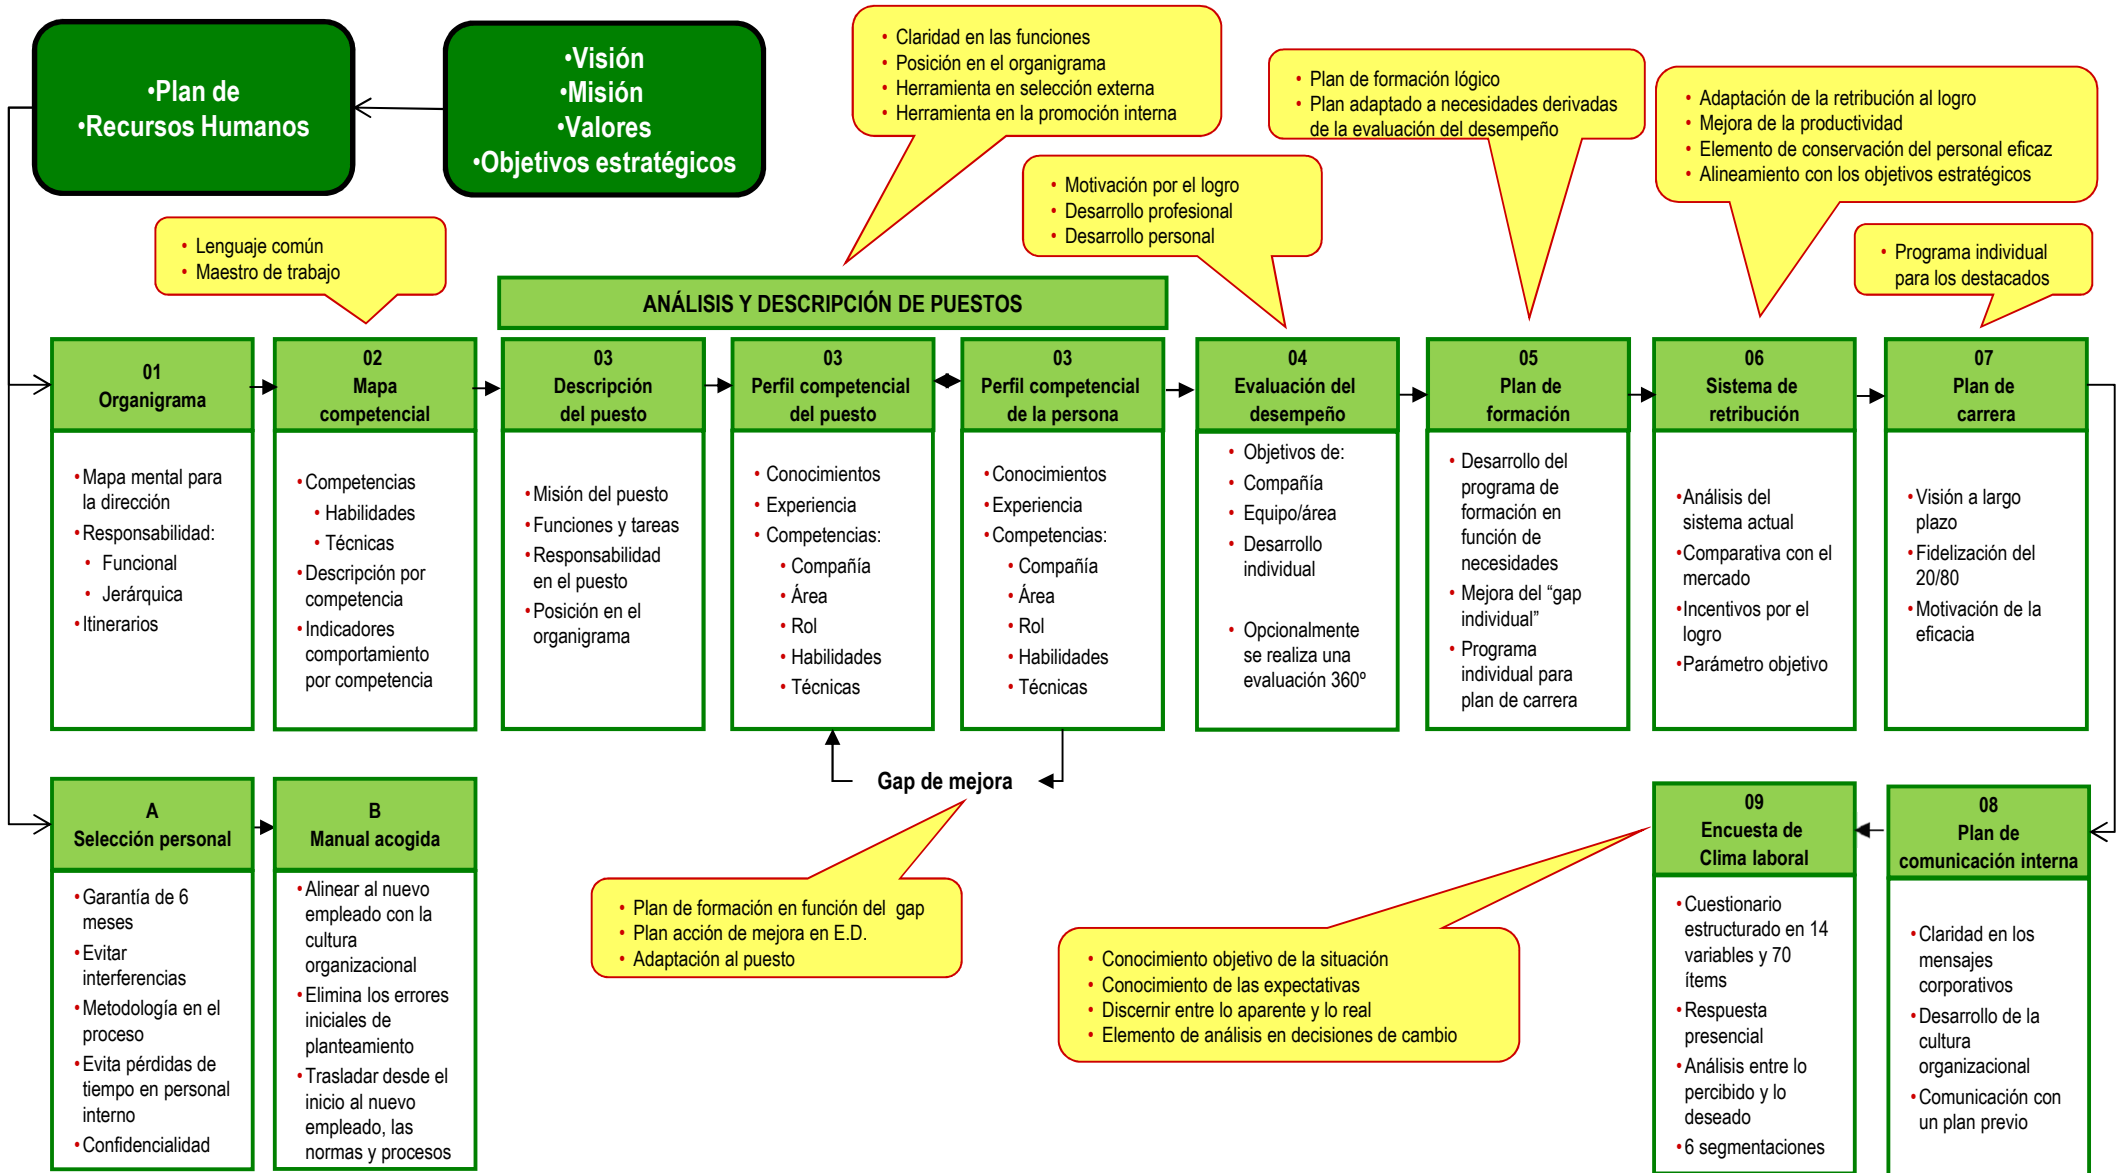 •Plan de
•Recursos Humanos
•Visión
•Misión
•Valores
•Objetivos estratégicos
• Claridad en las funciones
• Posición en el organigrama
• Herramienta en selección externa
• Herramienta en la promoción interna
• Plan de formación lógico
• Plan adaptado a necesidades derivadas
de la evaluación del desempeño
• Adaptación de la retribución al logro
• Mejora de la productividad
• Elemento de conservación del personal eficaz
• Alineamiento con los objetivos estratégicos
• Motivación por el logro
• Desarrollo profesional
• Desarrollo personal
• Lenguaje común
• Maestro de trabajo
• Programa individual
para los destacados
ANÁLISIS Y DESCRIPCIÓN DE PUESTOS
01
Organigrama
•Mapa mental para
la dirección
•Responsabilidad:
• Funcional
• Jerárquica
•Itinerarios
02
Mapa
competencial
•Competencias
• Habilidades
• Técnicas
•Descripción por
competencia
•Indicadores
comportamiento
por competencia
03
Descripción
del puesto
•Misión del puesto
•Funciones y tareas
•Responsabilidad
en el puesto
•Posición en el
organigrama
03
Perfil competencial
del puesto
• Conocimientos
• Experiencia
• Competencias:
• Compañía
• Área
• Rol
• Habilidades
• Técnicas
03
Perfil competencial
de la persona
•Conocimientos
•Experiencia
•Competencias:
• Compañía
• Área
• Rol
• Habilidades
• Técnicas
04
Evaluación del
desempeño
• Objetivos de:
• Compañía
• Equipo/área
• Desarrollo
individual
• Opcionalmente
se realiza una
evaluación 360º
05
Plan de
formación
• Desarrollo del
programa de
formación en
función de
necesidades
• Mejora del “gap
individual”
• Programa
individual para
plan de carrera
06
Sistema de
retribución
•Análisis del
sistema actual
•Comparativa con el
mercado
•Incentivos por el
logro
•Parámetro objetivo
07
Plan de
carrera
•Visión a largo
plazo
•Fidelización del
20/80
•Motivación de la
eficacia
Gap de mejora
A
Selección personal
•Garantía de 6
meses
•Evitar
interferencias
•Metodología en el
proceso
•Evita pérdidas de
tiempo en personal
interno
•Confidencialidad
B
Manual acogida
•Alinear al nuevo
empleado con la
cultura
organizacional
•Elimina los errores
iniciales de
planteamiento
•Trasladar desde el
inicio al nuevo
empleado, las
normas y procesos
• Plan de formación en función del gap
• Plan acción de mejora en E.D.
• Adaptación al puesto
• Conocimiento objetivo de la situación
• Conocimiento de las expectativas
• Discernir entre lo aparente y lo real
• Elemento de análisis en decisiones de cambio
09
Encuesta de
Clima laboral
•Cuestionario
estructurado en 14
variables y 70
ítems
•Respuesta
presencial
•Análisis entre lo
percibido y lo
deseado
•6 segmentaciones
08
Plan de
comunicación interna
•Claridad en los
mensajes
corporativos
•Desarrollo de la
cultura
organizacional
•Comunicación con
un plan previo